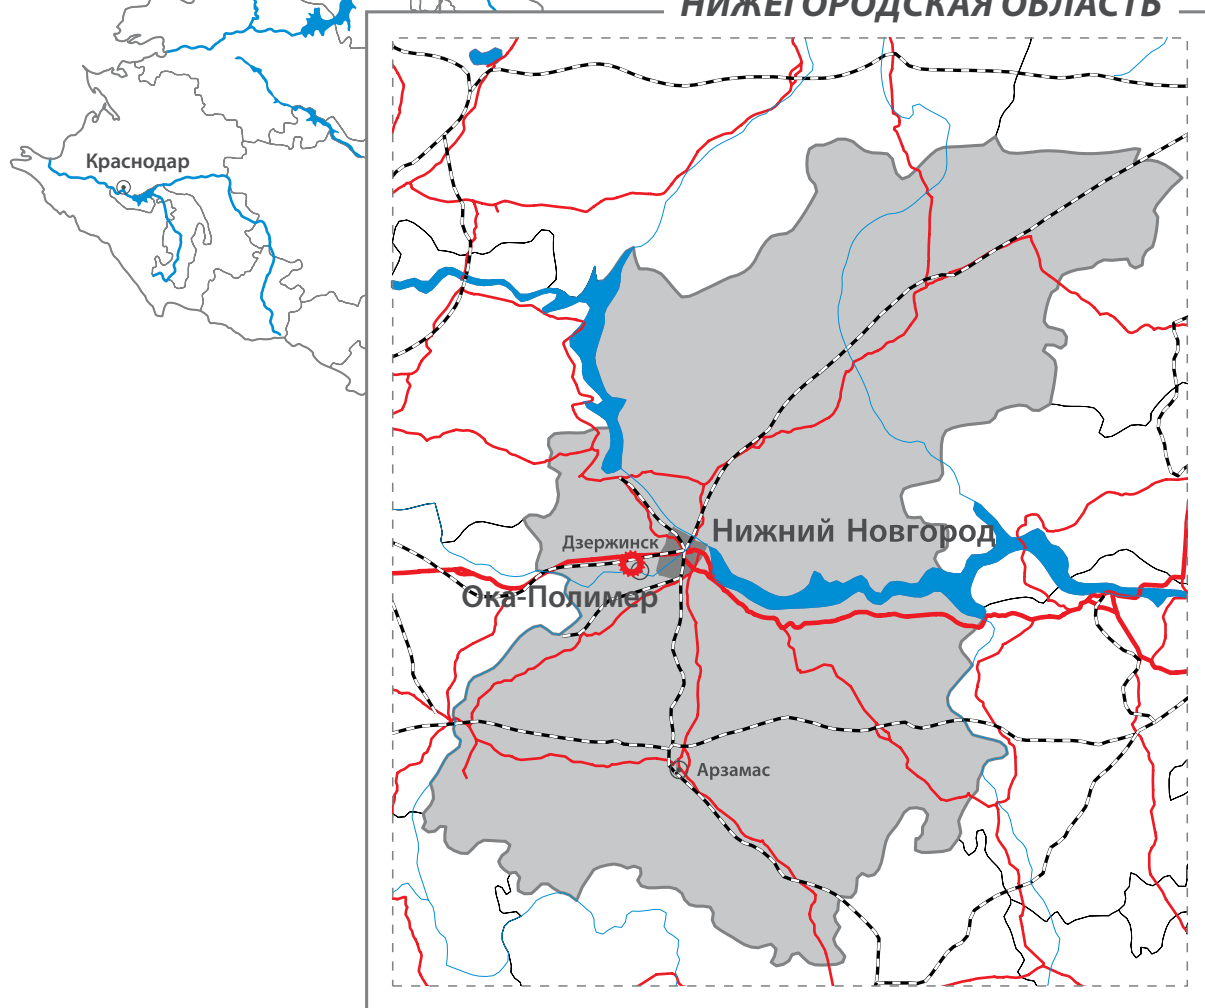 НИЖЕГОРОДСКАЯ ОБЛАСТЬ
Краснодар
Нижний Новгород
Дзержинск
Ока-Полимер
Арзамас